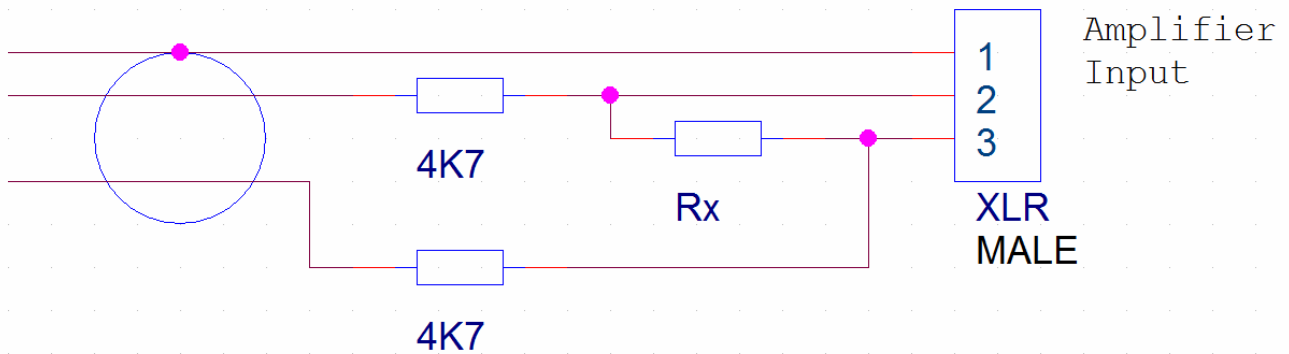 Amplifier
Input
1
2
3
4K7
Rx
XLR
MALE
4K7